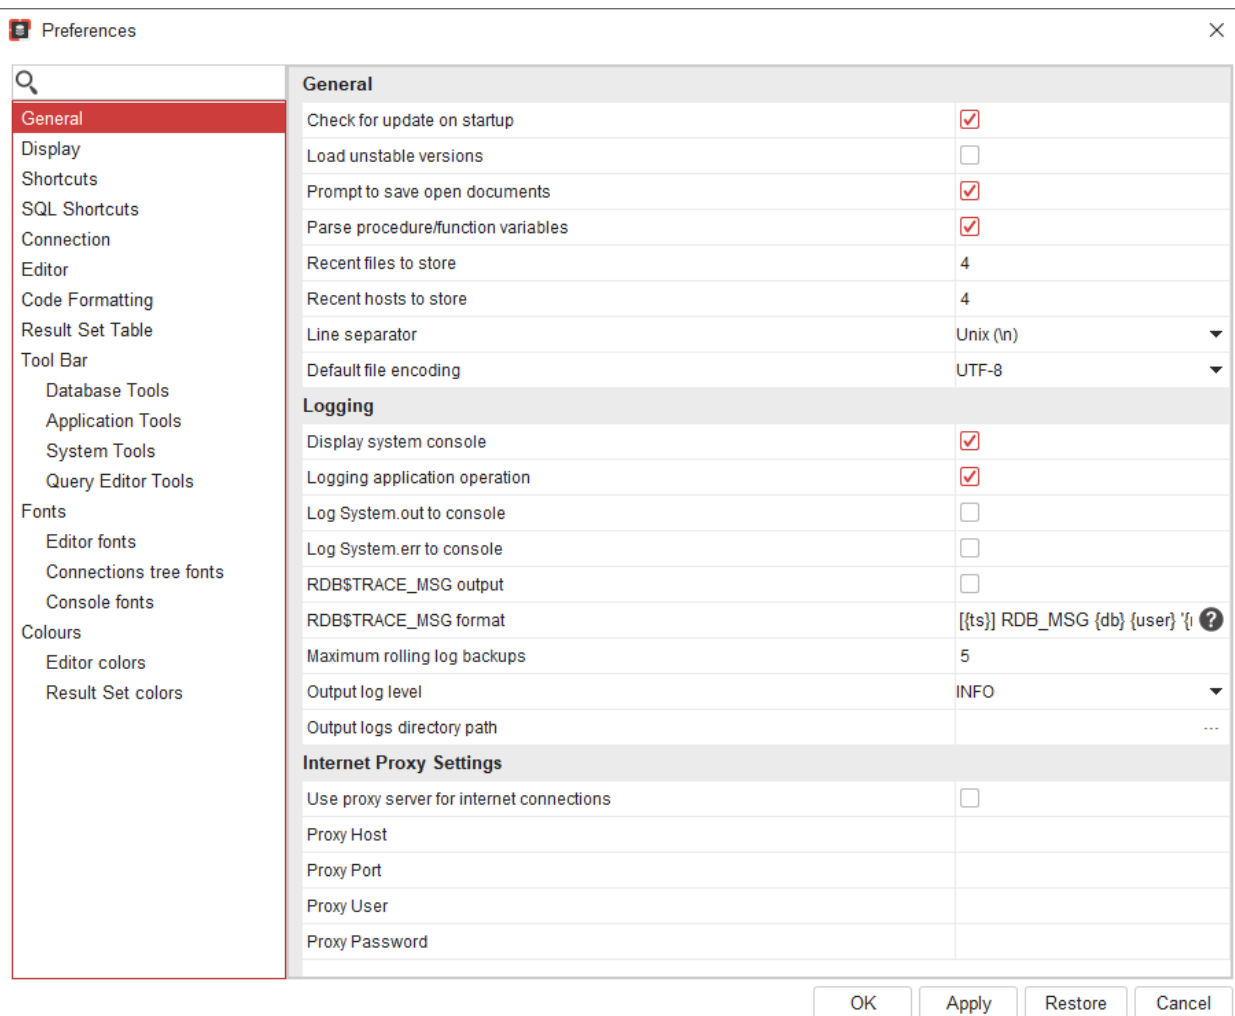 Preferences
General
Display
Shortcuts
SQL Shortcuts
Connection
Editor
Code Formatting
Result Set Table
Tool Bar
Database Tools
Application Tools
System Tools
Query Editor Tools
Fonts
Editor fonts
Connections tree fonts
Console fonts
Colours
Editor colors
Result Set colors
General
Check for update on startup
Load unstable versions
Prompt to save open documents
Parse procedure/function variables
Recent files to store 4
Recent hosts to store 4
Line separator Unix (\n)
Default file encoding UTF-8
Logging
Display system console
Logging application operation
Log System.out to console
Log System.err to console
RDB$TRACE_MSG output
RDB$TRACE_MSG format [{ts}] RDB_MSG {db} {user} '{
Maximum rolling log backups 5
Output log level INFO
Output logs directory path ...
Internet Proxy Settings
Use proxy server for internet connections
Proxy Host
Proxy Port
Proxy User
Proxy Password
OK Apply Restore Cancel